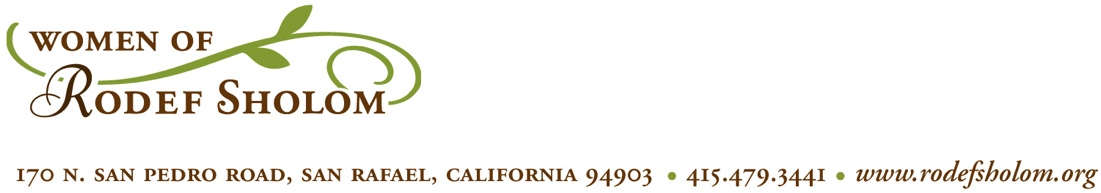 WOMEN OF
RODEF SHOLOM
170 N. SAN PEDRO ROAD, SAN RAFAEL, CALIFORNIA 94903 • 415.479.3441 • www.rodefsholom.org